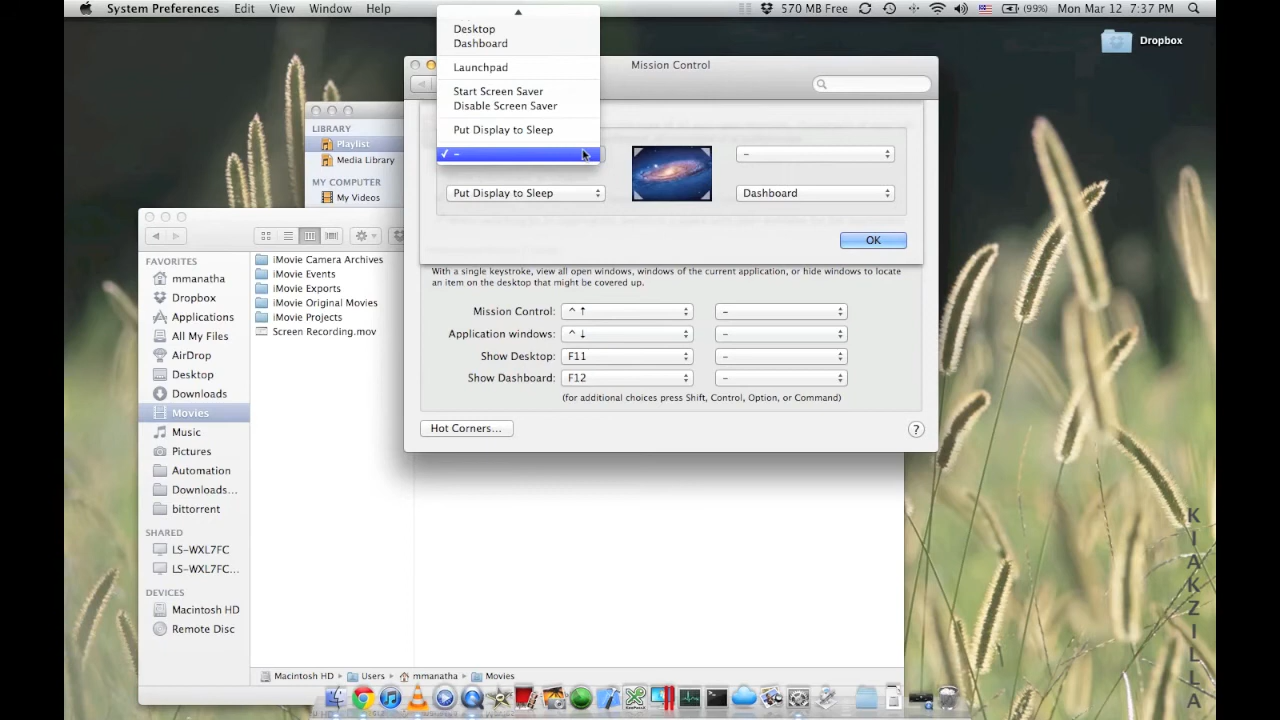 System Preferences Edit View Window Help
570 MB Free (99%) Mon Mar 12 7:37 PM
Dropbox
Desktop
Dashboard
Launchpad
Start Screen Saver
Disable Screen Saver
Put Display to Sleep
✓ –
Mission Control
–
Put Display to Sleep
Dashboard
OK
With a single keystroke, view all open windows, windows of the current application, or hide windows to locate
an item on the desktop that might be covered up.
Mission Control: ^ ↑ –
Application windows: ^ ↓ –
Show Desktop: F11 –
Show Dashboard: F12 –
(for additional choices press Shift, Control, Option, or Command)
Hot Corners...
?
LIBRARY
Playlist
Media Library
MY COMPUTER
My Videos
FAVORITES
mmanatha
Dropbox
Applications
All My Files
AirDrop
Desktop
Downloads
Movies
Music
Pictures
Automation
Downloads...
bittorrent
SHARED
LS-WXL7FC
LS-WXL7FC...
DEVICES
Macintosh HD
Remote Disc
iMovie Camera Archives
iMovie Events
iMovie Exports
iMovie Original Movies
iMovie Projects
Screen Recording.mov
Macintosh HD ▸ Users ▸ mmanatha ▸ Movies
KIAKZILLA